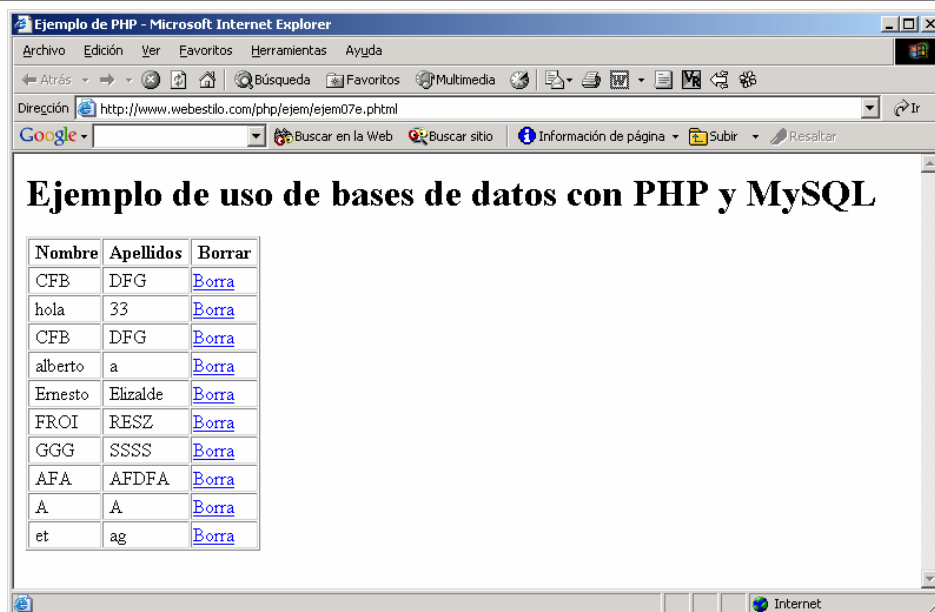 Ejemplo de PHP - Microsoft Internet Explorer
Archivo Edición Ver Favoritos Herramientas Ayuda
Atrás Búsqueda Favoritos Multimedia
Dirección http://www.webestilo.com/php/ejem/ejem07e.phtml Ir
Google Buscar en la Web Buscar sitio Información de página Subir Resaltar
Ejemplo de uso de bases de datos con PHP y MySQL
Nombre Apellidos Borrar
CFB DFG Borra
hola 33 Borra
CFB DFG Borra
alberto a Borra
Ernesto Elizalde Borra
FROI RESZ Borra
GGG SSSS Borra
AFA AFDFA Borra
A A Borra
et ag Borra
Internet